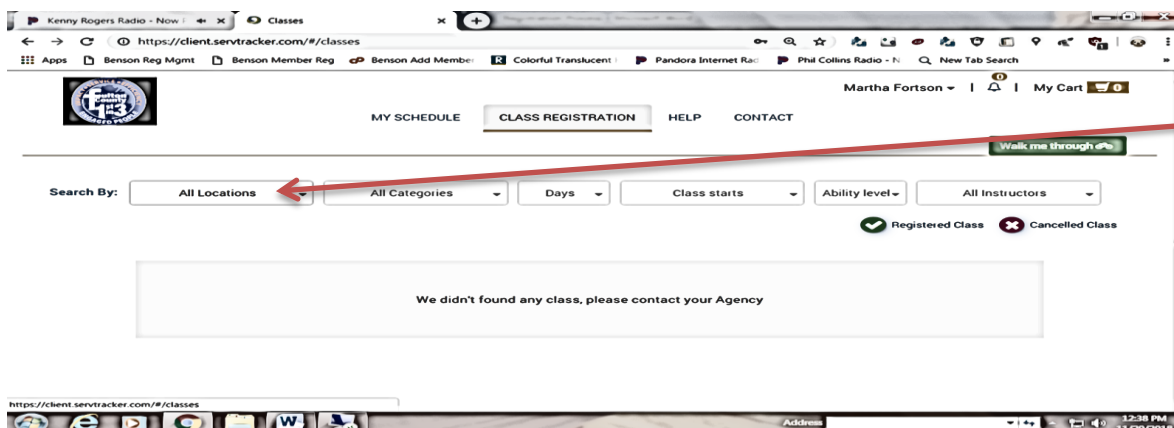 Kenny Rogers Radio - Now Classes
https://client.servtracker.com/#/classes
Apps Benson Reg Mgmt Benson Member Reg Benson Add Member Colorful Translucent Pandora Internet Rad Phil Collins Radio - N New Tab Search
0
Martha Fortson | | My Cart 0
MY SCHEDULE CLASS REGISTRATION HELP CONTACT
Walk me through
Search By: All Locations All Categories Days Class starts Ability level All Instructors
Registered Class Cancelled Class
We didn't found any class, please contact your Agency
https://client.servtracker.com/#/classes
Address 12:38 PM